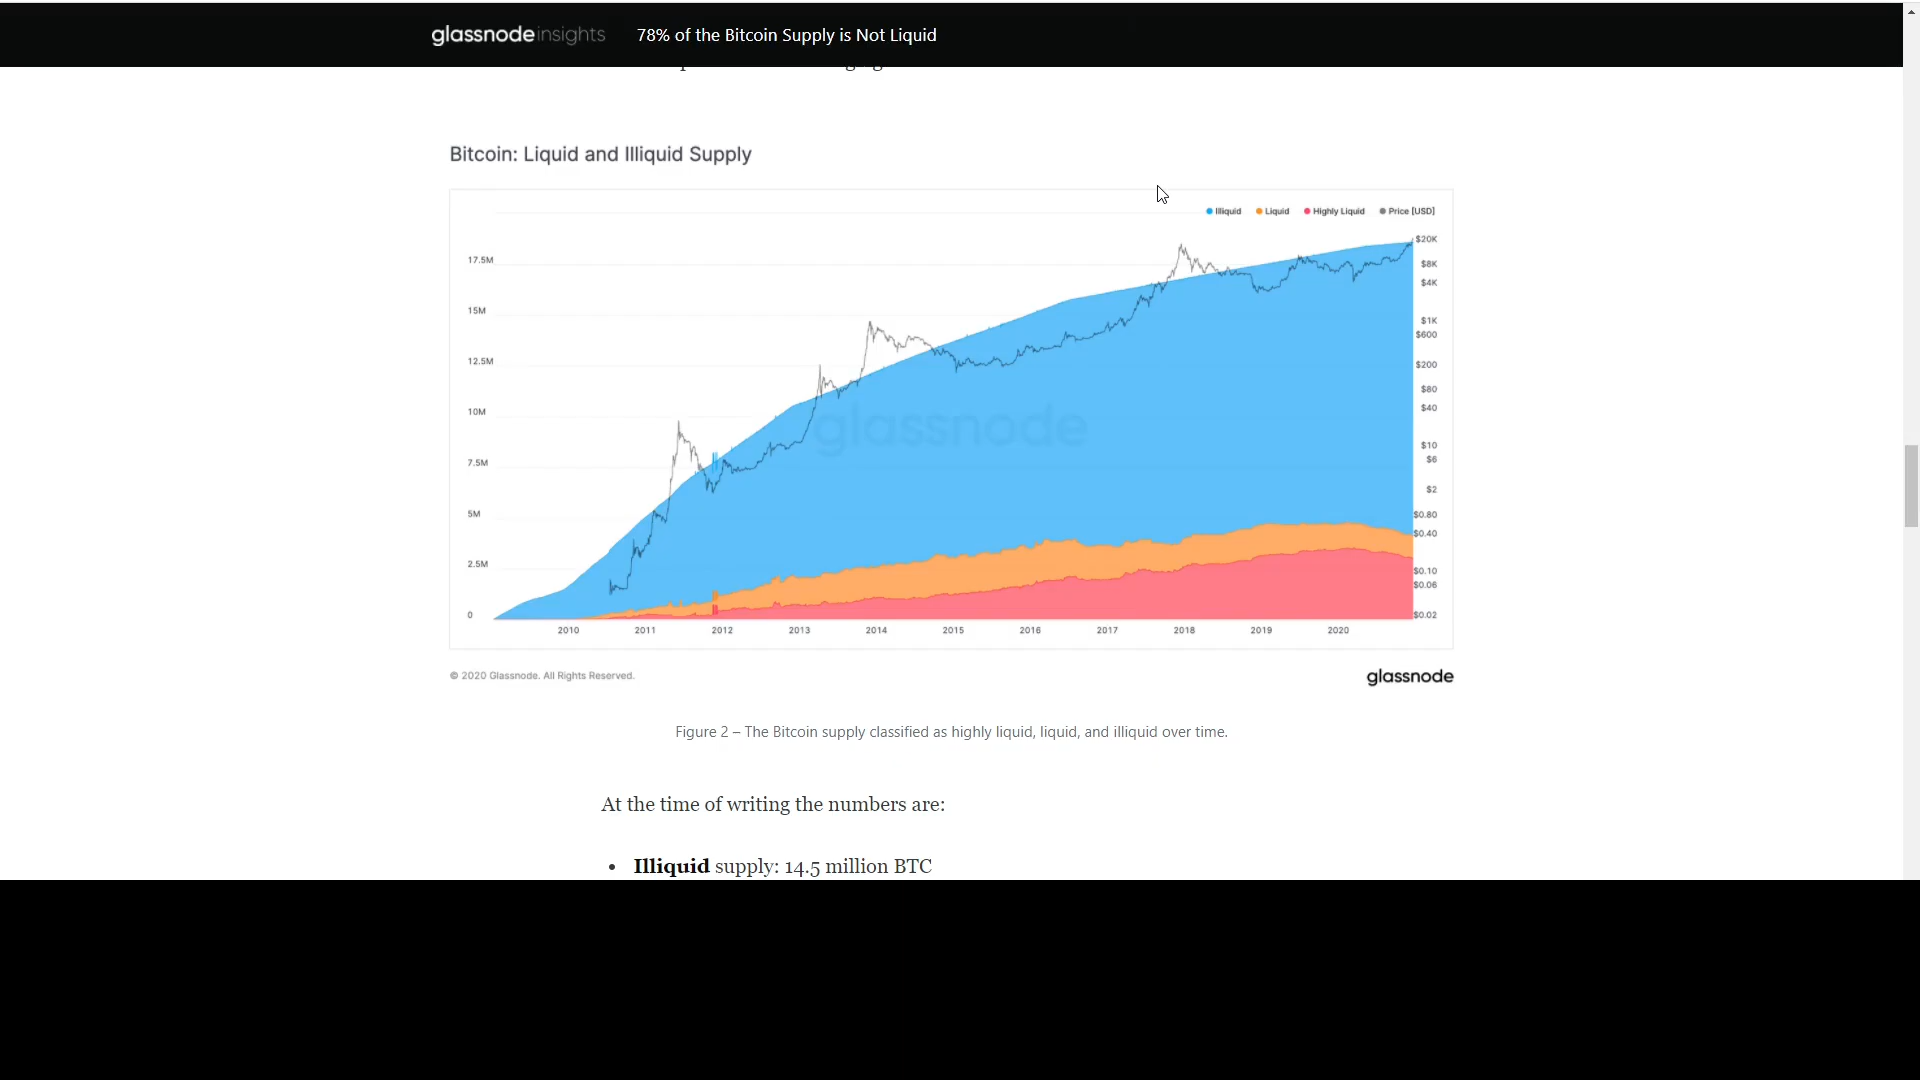 glassnode insights 78% of the Bitcoin Supply is Not Liquid
Bitcoin: Liquid and Illiquid Supply
Illiquid Liquid Highly Liquid Price [USD]
17.5M
15M
12.5M
10M
7.5M
5M
2.5M
0
$20K
$8K
$4K
$1K
$600
$200
$80
$40
$10
$6
$2
$0.80
$0.40
$0.10
$0.06
$0.02
glassnode
2010 2011 2012 2013 2014 2015 2016 2017 2018 2019 2020
© 2020 Glassnode. All Rights Reserved.
glassnode
Figure 2 – The Bitcoin supply classified as highly liquid, liquid, and illiquid over time.
At the time of writing the numbers are:
• Illiquid supply: 14.5 million BTC